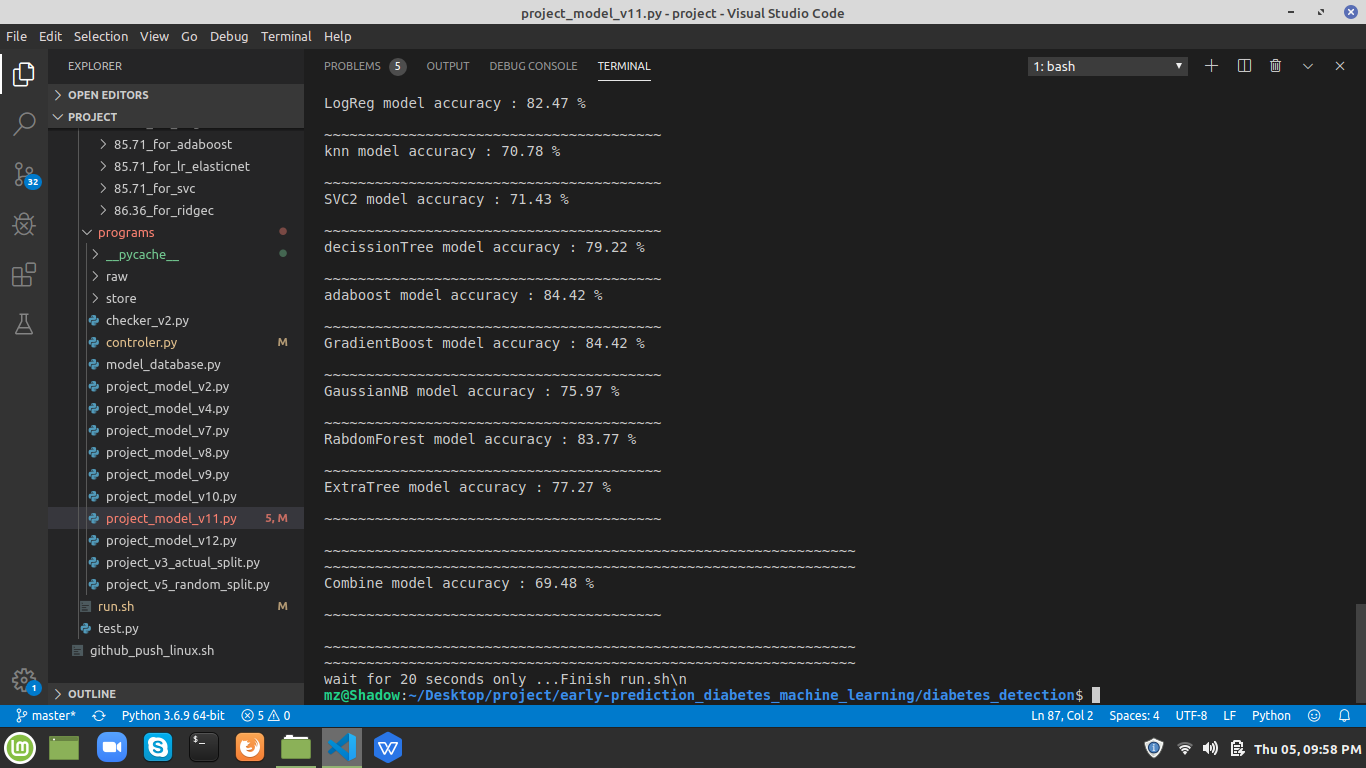 project_model_v11.py - project - Visual Studio Code
File Edit Selection View Go Debug Terminal Help
EXPLORER
OPEN EDITORS
PROJECT
85.71_for_adaboost
85.71_for_lr_elasticnet
85.71_for_svc
86.36_for_ridgec
programs
__pycache__
raw
store
checker_v2.py
controler.py M
model_database.py
project_model_v2.py
project_model_v4.py
project_model_v7.py
project_model_v8.py
project_model_v9.py
project_model_v10.py
project_model_v11.py 5, M
project_model_v12.py
project_v3_actual_split.py
project_v5_random_split.py
run.sh M
test.py
github_push_linux.sh
OUTLINE
32
1
PROBLEMS 5 OUTPUT DEBUG CONSOLE TERMINAL 1: bash
LogReg model accuracy : 82.47 %
~~~~~~~~~~~~~~~~~~~~~~~~~~~~~~~~~~~~~~~~
knn model accuracy : 70.78 %
~~~~~~~~~~~~~~~~~~~~~~~~~~~~~~~~~~~~~~~~
SVC2 model accuracy : 71.43 %
~~~~~~~~~~~~~~~~~~~~~~~~~~~~~~~~~~~~~~~~
decissionTree model accuracy : 79.22 %
~~~~~~~~~~~~~~~~~~~~~~~~~~~~~~~~~~~~~~~~
adaboost model accuracy : 84.42 %
~~~~~~~~~~~~~~~~~~~~~~~~~~~~~~~~~~~~~~~~
GradientBoost model accuracy : 84.42 %
~~~~~~~~~~~~~~~~~~~~~~~~~~~~~~~~~~~~~~~~
GaussianNB model accuracy : 75.97 %
~~~~~~~~~~~~~~~~~~~~~~~~~~~~~~~~~~~~~~~~
RabdomForest model accuracy : 83.77 %
~~~~~~~~~~~~~~~~~~~~~~~~~~~~~~~~~~~~~~~~
ExtraTree model accuracy : 77.27 %
~~~~~~~~~~~~~~~~~~~~~~~~~~~~~~~~~~~~~~~~
~~~~~~~~~~~~~~~~~~~~~~~~~~~~~~~~~~~~~~~~~~~~~~~~~~~~~~~~~~~~~~~
~~~~~~~~~~~~~~~~~~~~~~~~~~~~~~~~~~~~~~~~~~~~~~~~~~~~~~~~~~~~~~~
Combine model accuracy : 69.48 %
~~~~~~~~~~~~~~~~~~~~~~~~~~~~~~~~~~~~~~~~
~~~~~~~~~~~~~~~~~~~~~~~~~~~~~~~~~~~~~~~~~~~~~~~~~~~~~~~~~~~~~~~
~~~~~~~~~~~~~~~~~~~~~~~~~~~~~~~~~~~~~~~~~~~~~~~~~~~~~~~~~~~~~~~
wait for 20 seconds only ...Finish run.sh\n
mz@Shadow:~/Desktop/project/early-prediction_diabetes_machine_learning/diabetes_detection$
master* Python 3.6.9 64-bit 5 0 Ln 87, Col 2 Spaces: 4 UTF-8 LF Python
Thu 05, 09:58 PM